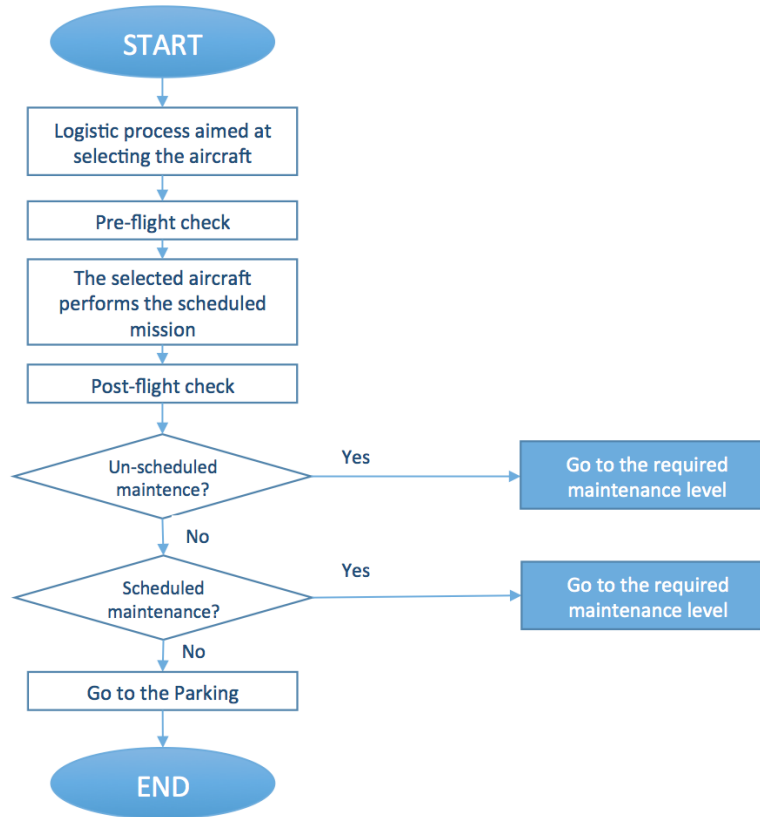 START
Logistic process aimed at
selecting the aircraft
Pre-flight check
The selected aircraft
performs the scheduled
mission
Post-flight check
Un-scheduled
maintence?
Yes
Go to the required
maintenance level
No
Scheduled
maintenance?
Yes
Go to the required
maintenance level
No
Go to the Parking
END